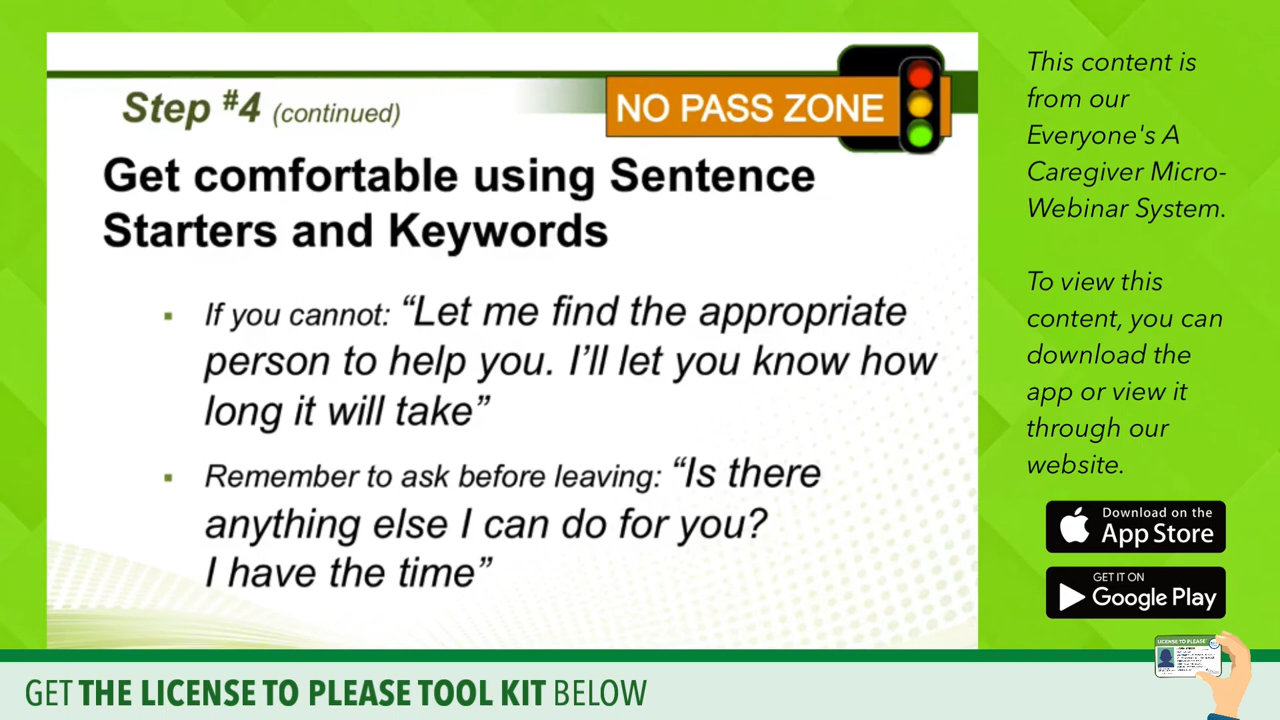 Step #4 (continued)
NO PASS ZONE
Get comfortable using Sentence
Starters and Keywords
▪ If you cannot: “Let me find the appropriate
person to help you. I’ll let you know how
long it will take”
▪ Remember to ask before leaving: “Is there
anything else I can do for you?
I have the time”
This content is
from our
Everyone's A
Caregiver Micro-
Webinar System.
To view this
content, you can
download the
app or view it
through our
website.
Download on the
App Store
GET IT ON
Google Play
LICENSE TO PLEASE
GET THE LICENSE TO PLEASE TOOL KIT BELOW